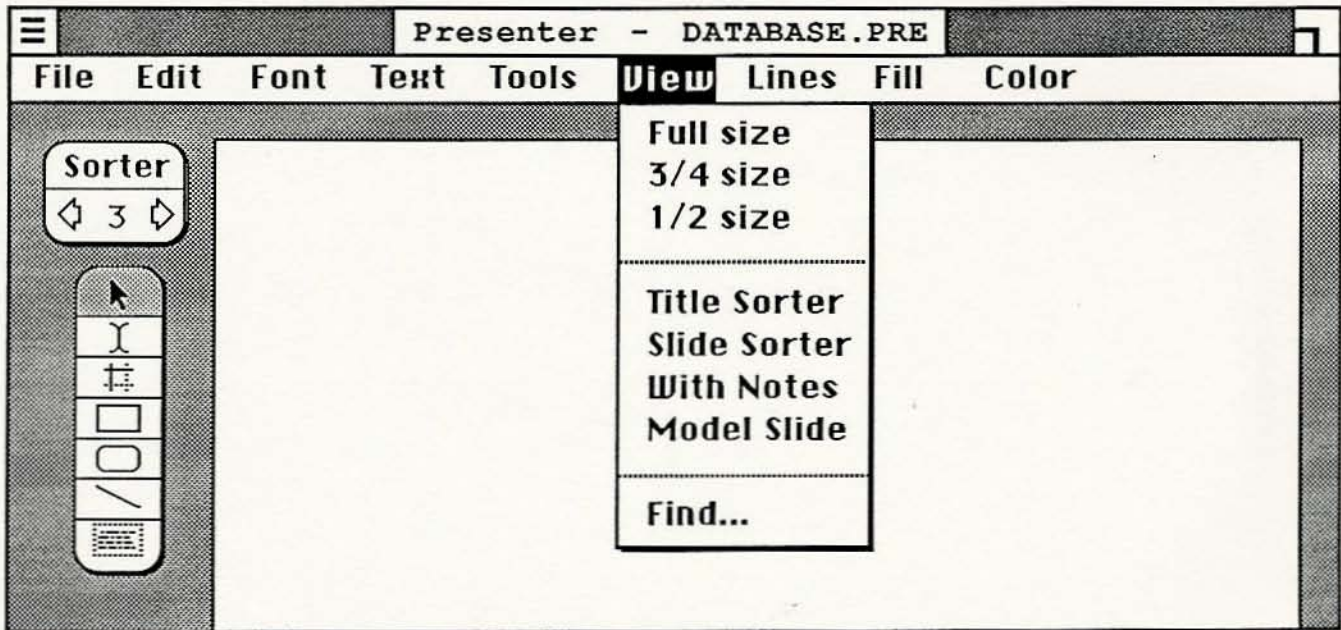 Presenter - DATABASE.PRE
File Edit Font Text Tools View Lines Fill Color
Sorter
3
Full size
3/4 size
1/2 size
Title Sorter
Slide Sorter
With Notes
Model Slide
Find...